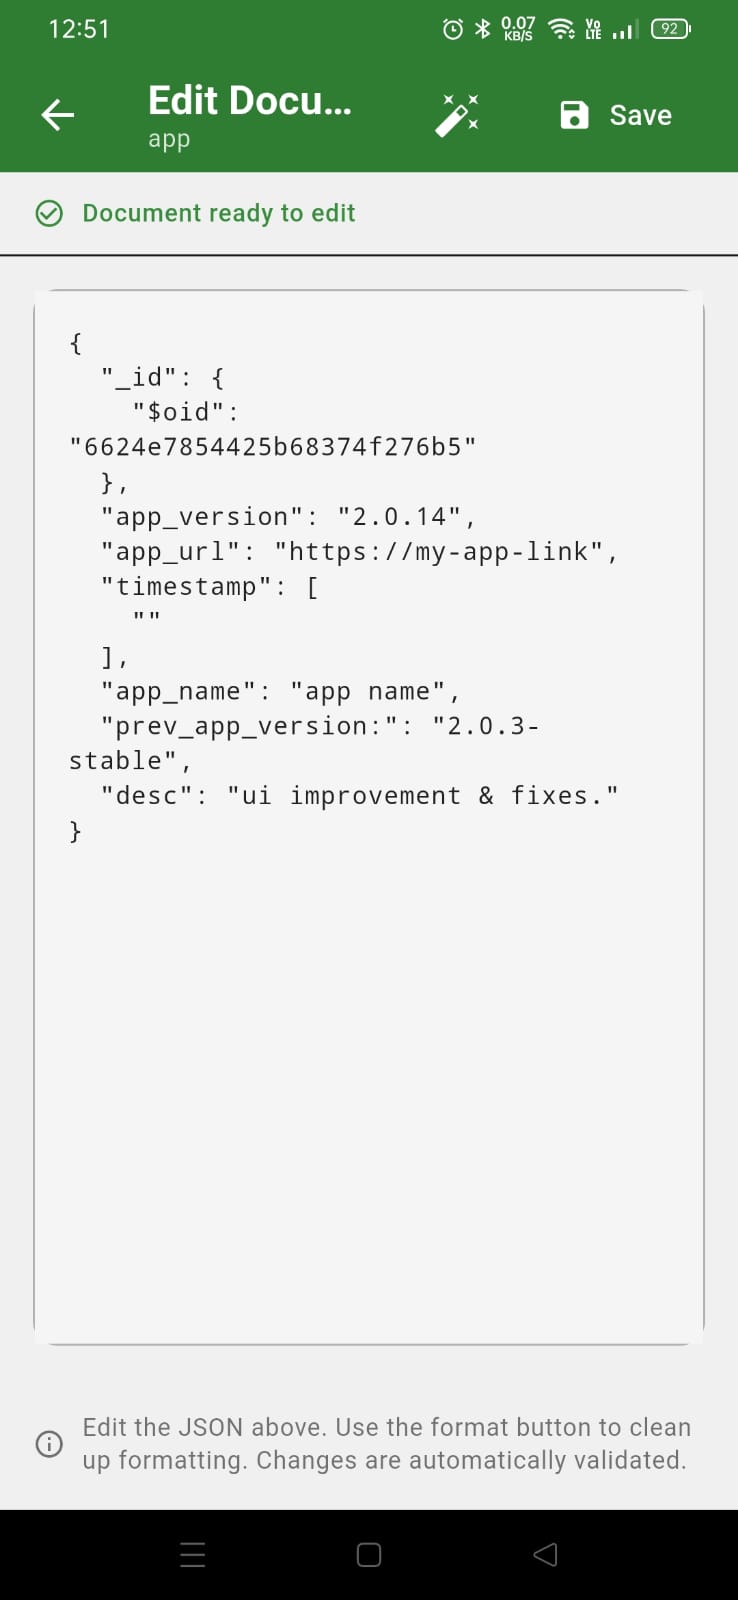 12:51
0.07
KB/S
Vo
LTE
92
Edit Docu...
app
Save
Document ready to edit
{
"_id": {
"$oid":
"6624e7854425b68374f276b5"
},
"app_version": "2.0.14",
"app_url": "https://my-app-link",
"timestamp": [
""
],
"app_name": "app name",
"prev_app_version:": "2.0.3-
stable",
"desc": "ui improvement & fixes."
}
Edit the JSON above. Use the format button to clean
up formatting. Changes are automatically validated.